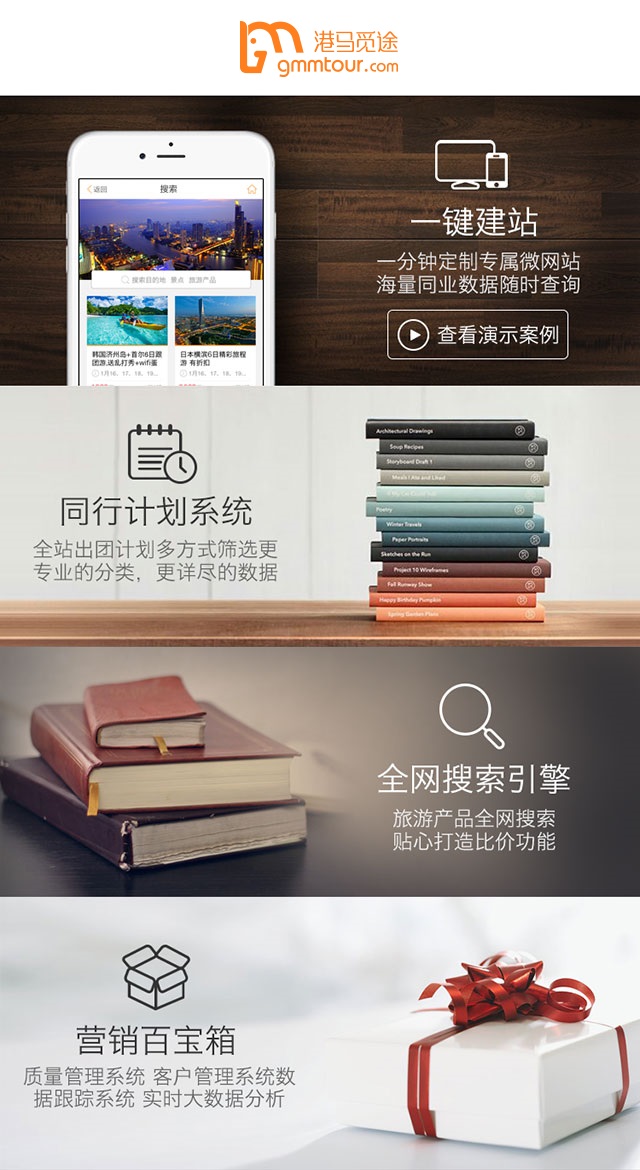 港马觅途
gmmtour.com
返回
搜索
搜索目的地 景点 旅游产品
韩国济州岛+首尔6日跟
团游,送乱打秀+wifi蛋
1月16、17、18、19...
日本横滨6日精彩旅程
游 有折扣
1月16、17、18、19...
一键建站
一分钟定制专属微网站
海量同业数据随时查询
查看演示案例
同行计划系统
全站出团计划多方式筛选更
专业的分类，更详尽的数据
Architectural Drawings
Soup Recipes
Storyboard Draft 1
Meals I Ate and Liked
Poetry
Winter Travels
Paper Portraits
Sketches on the Run
Project 10 Wireframes
Fall Runway Show
Happy Birthday Pumpkin
Spring Garden Plans
全网搜索引擎
旅游产品全网搜索
贴心打造比价功能
营销百宝箱
质量管理系统 客户管理系统数
据跟踪系统 实时大数据分析